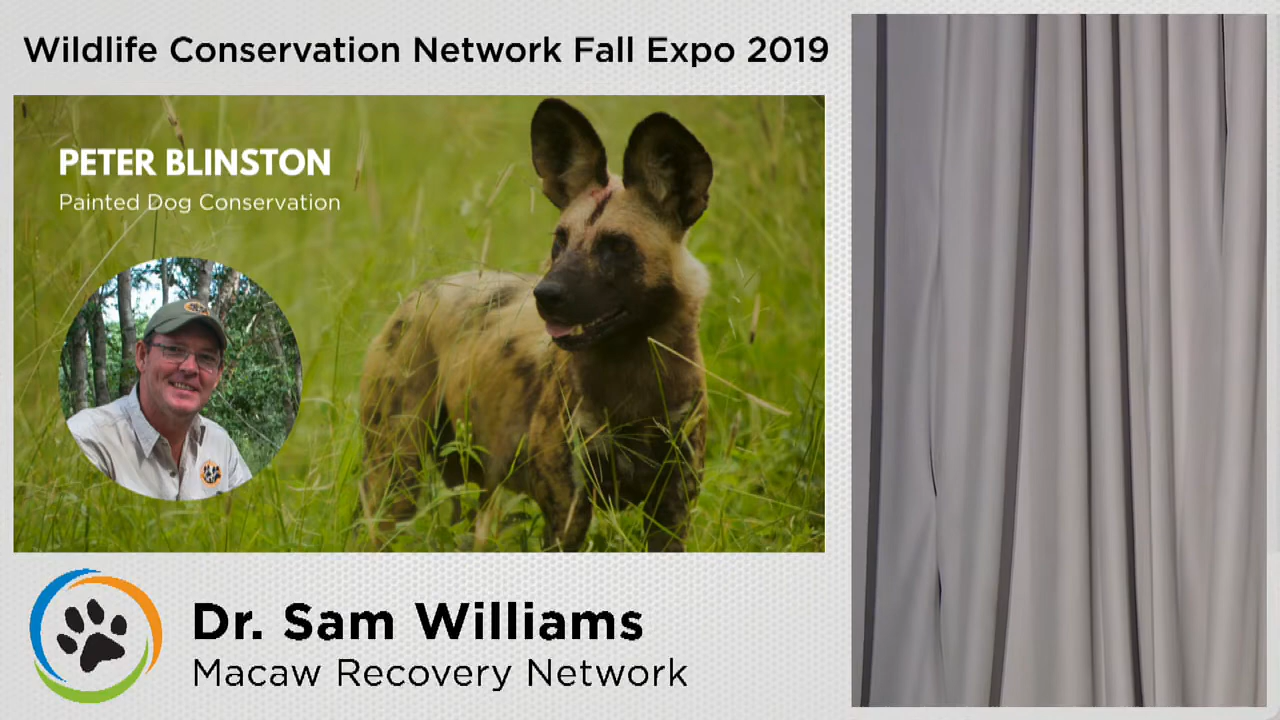 Wildlife Conservation Network Fall Expo 2019
PETER BLINSTON
Painted Dog Conservation
Dr. Sam Williams
Macaw Recovery Network